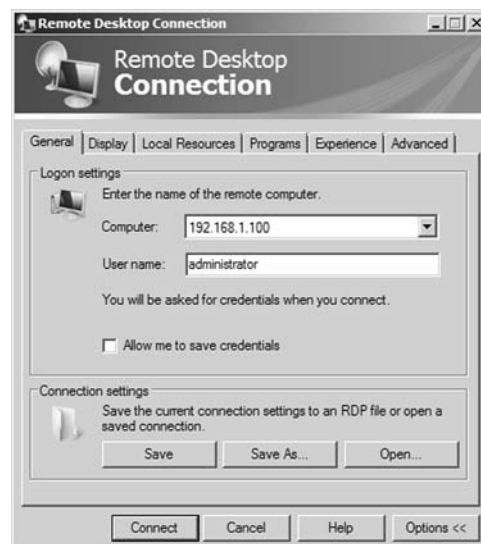 Remote Desktop Connection
Remote Desktop
Connection
General Display Local Resources Programs Experience Advanced
Logon settings
Enter the name of the remote computer.
Computer: 192.168.1.100
User name: administrator
You will be asked for credentials when you connect.
Allow me to save credentials
Connection settings
Save the current connection settings to an RDP file or open a
saved connection.
Save Save As... Open...
Connect Cancel Help Options <<